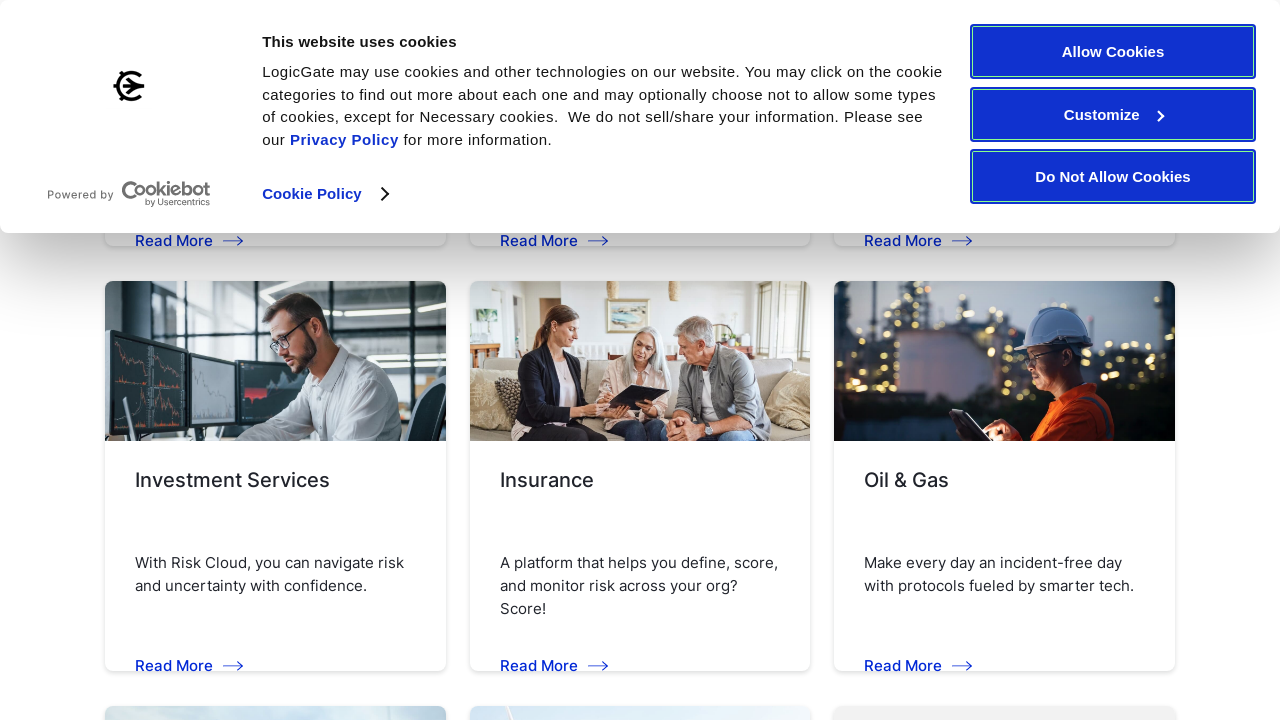 This website uses cookies
LogicGate may use cookies and other technologies on our website. You may click on the cookie
categories to find out more about each one and may optionally choose not to allow some types
of cookies, except for Necessary cookies.  We do not sell/share your information. Please see
our Privacy Policy for more information.
Powered by Cookiebot
by Usercentrics
Cookie Policy
Allow Cookies
Customize
Do Not Allow Cookies
Read More
Read More
Read More
Investment Services
With Risk Cloud, you can navigate risk
and uncertainty with confidence.
Read More
Insurance
A platform that helps you define, score,
and monitor risk across your org?
Score!
Read More
Oil & Gas
Make every day an incident-free day
with protocols fueled by smarter tech.
Read More